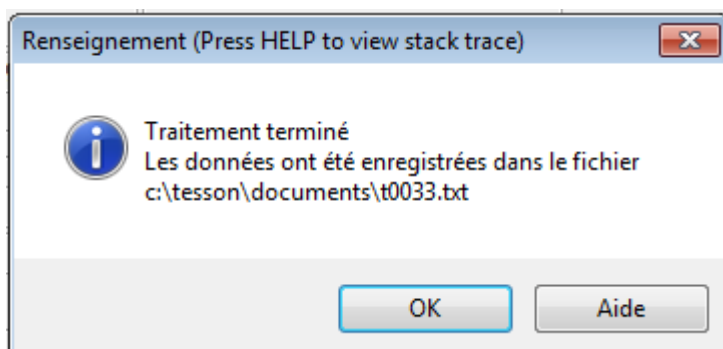 Renseignement (Press HELP to view stack trace)
Traitement terminé
Les données ont été enregistrées dans le fichier
c:\tesson\documents\t0033.txt
OK
Aide